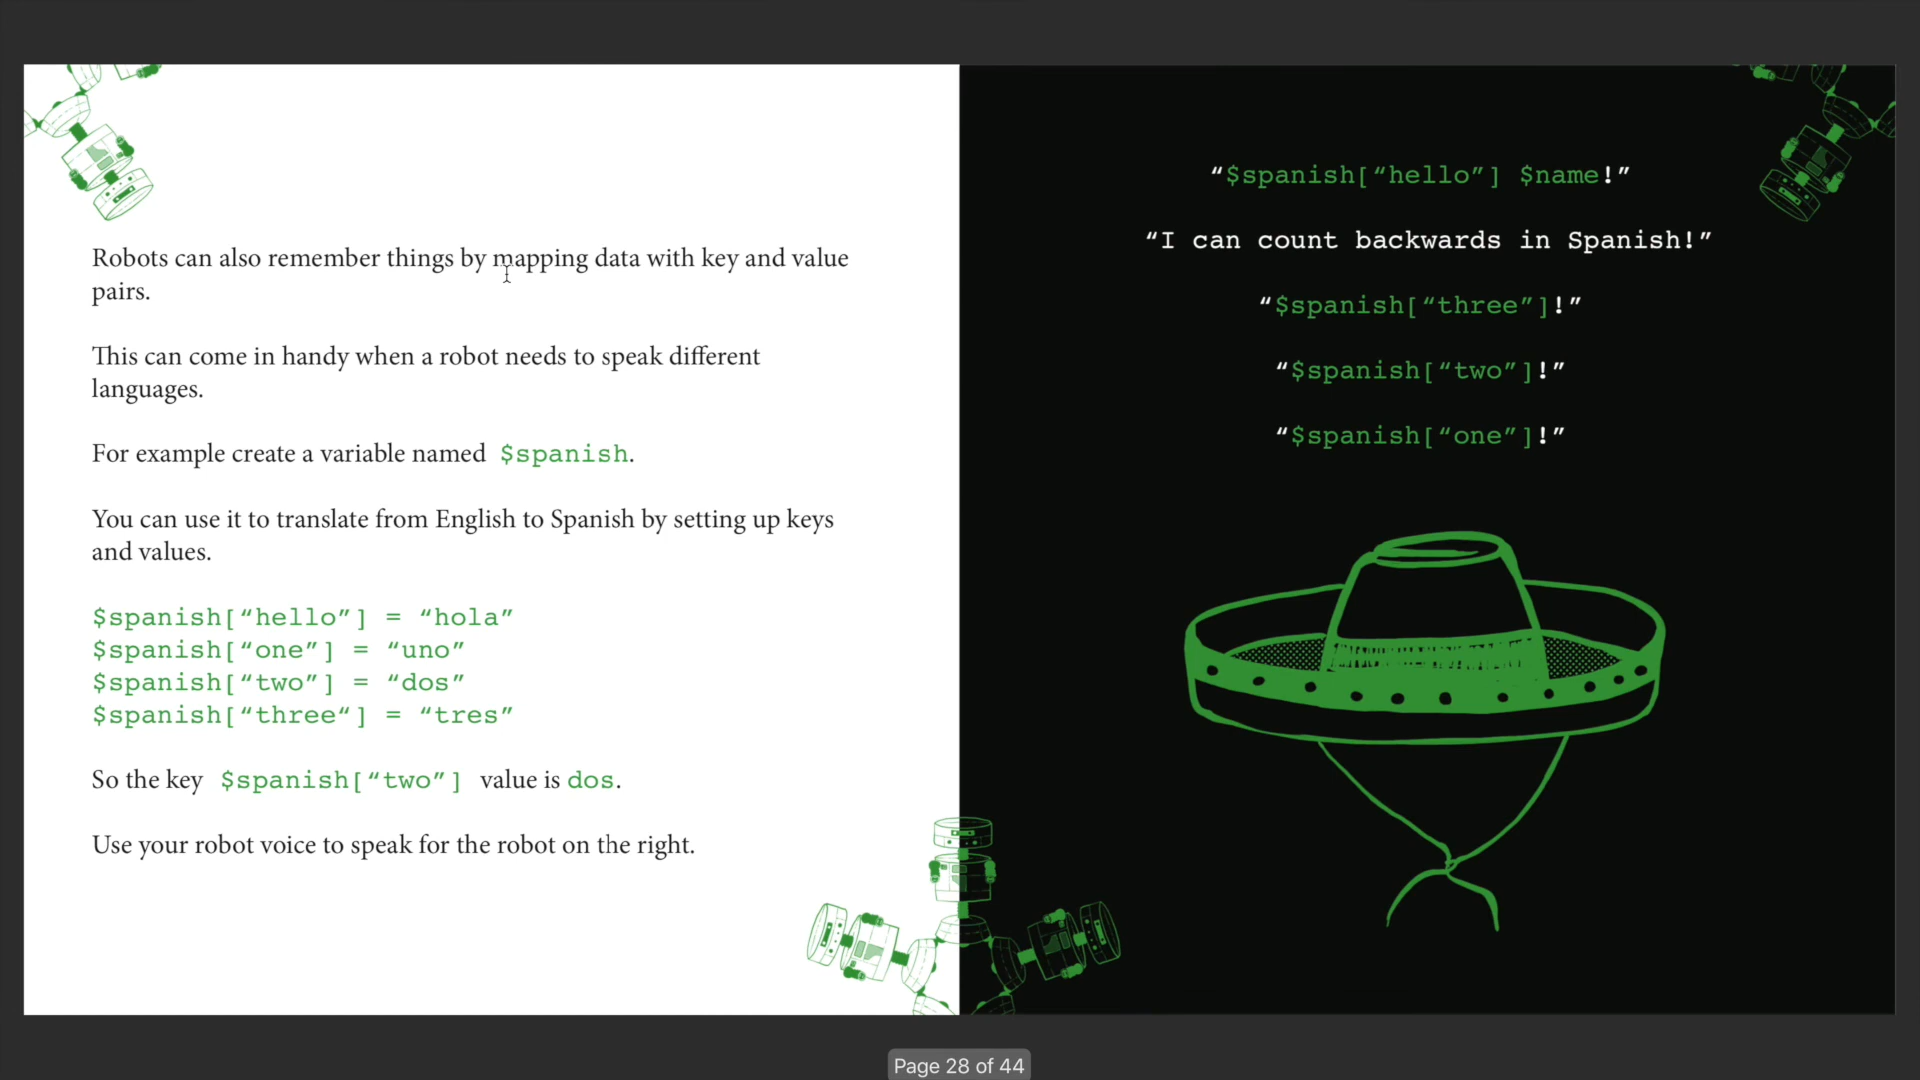 Robots can also remember things by mapping data with key and value
pairs.
This can come in handy when a robot needs to speak different
languages.
For example create a variable named $spanish.
You can use it to translate from English to Spanish by setting up keys
and values.
$spanish[“hello”] = “hola”
$spanish[“one”] = “uno”
$spanish[“two”] = “dos”
$spanish[“three“] = “tres”
So the key $spanish[“two”] value is dos.
Use your robot voice to speak for the robot on the right.
“$spanish[“hello”] $name!”
“I can count backwards in Spanish!”
“$spanish[“three”]!”
“$spanish[“two”]!”
“$spanish[“one”]!”
Page 28 of 44